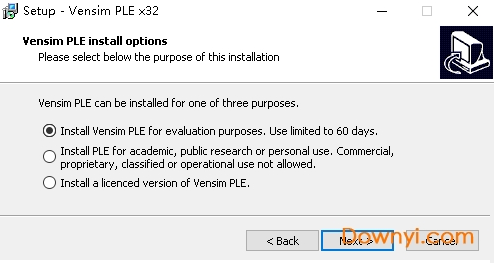 Setup - Vensim PLE x32
Vensim PLE install options
Please select below the purpose of this installation
Vensim PLE can be installed for one of three purposes.
Install Vensim PLE for evaluation purposes. Use limited to 60 days.
Install PLE for academic, public research or personal use. Commercial,
proprietary, classified or operational use not allowed.
Install a licenced version of Vensim PLE.
< Back
Next >
Cancel
Downyi.com